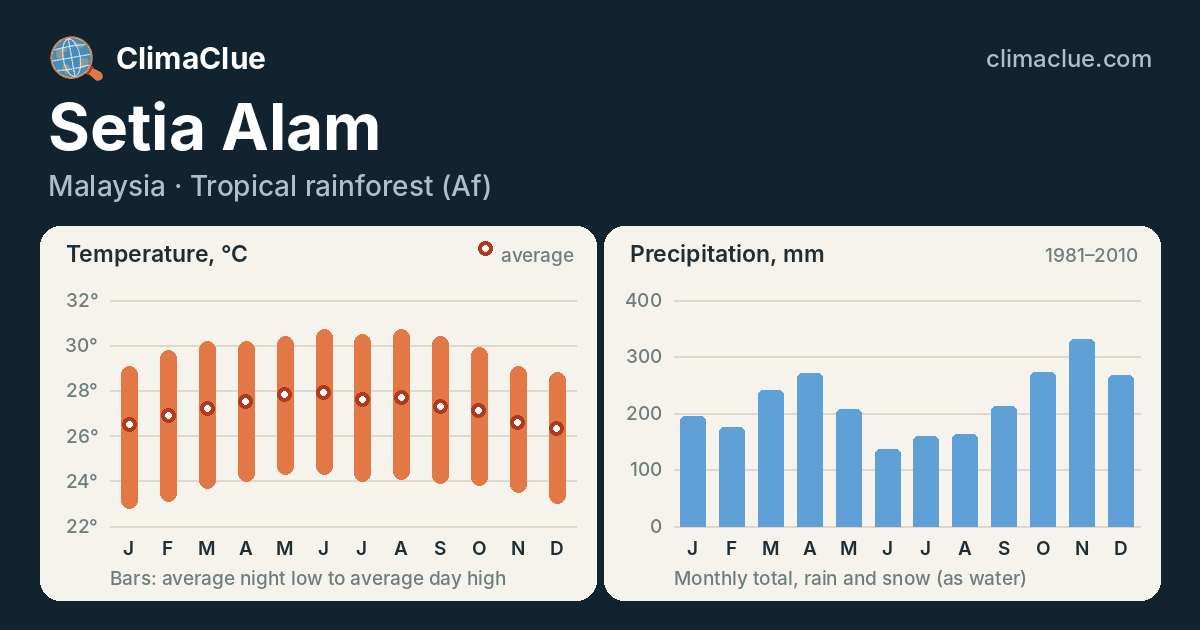 ClimaClue
climaclue.com
Setia Alam
Malaysia · Tropical rainforest (Af)
Temperature, °C
average
32°
30°
28°
26°
24°
22°
J F M A M J J A S O N D
Bars: average night low to average day high
Precipitation, mm
1981–2010
400
300
200
100
0
J F M A M J J A S O N D
Monthly total, rain and snow (as water)